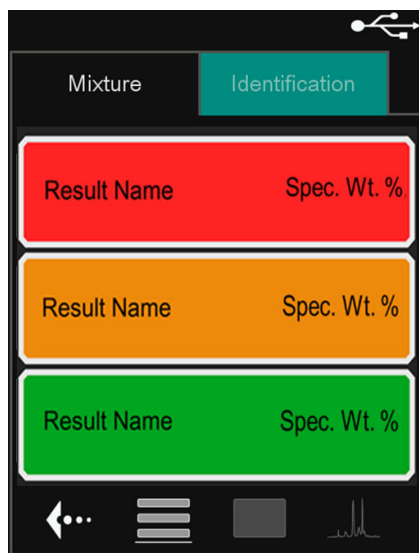 Mixture Identification
Result Name Spec. Wt. %
Result Name Spec. Wt. %
Result Name Spec. Wt. %